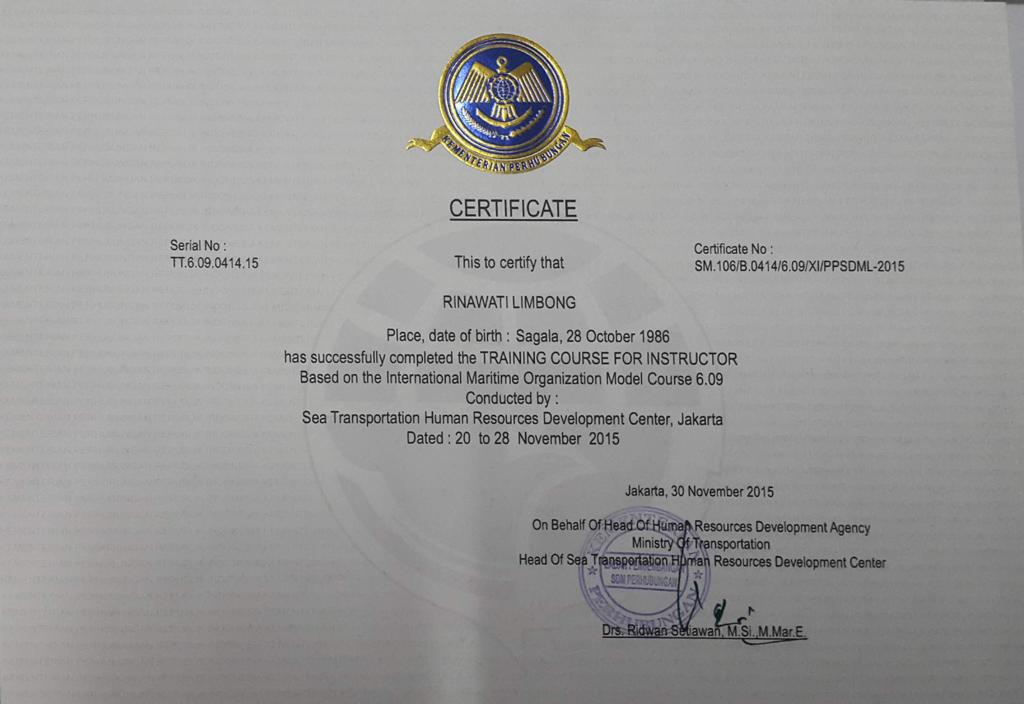 KEMENTERIAN PERHUBUNGAN
CERTIFICATE
Serial No :
TT.6.09.0414.15
Certificate No :
SM.106/B.0414/6.09/XI/PPSDML-2015
This to certify that
RINAWATI LIMBONG
Place, date of birth : Sagala, 28 October 1986
has successfully completed the TRAINING COURSE FOR INSTRUCTOR
Based on the International Maritime Organization Model Course 6.09
Conducted by :
Sea Transportation Human Resources Development Center, Jakarta
Dated : 20 to 28 November 2015
Jakarta, 30 November 2015
On Behalf Of Head Of Human Resources Development Agency
Ministry Of Transportation
Head Of Sea Transportation Human Resources Development Center
KEMENTERIAN
SDM PERHUBUNGAN
PERHUBUNGAN
Drs. Ridwan Setiawan, M.Si.,M.Mar.E.